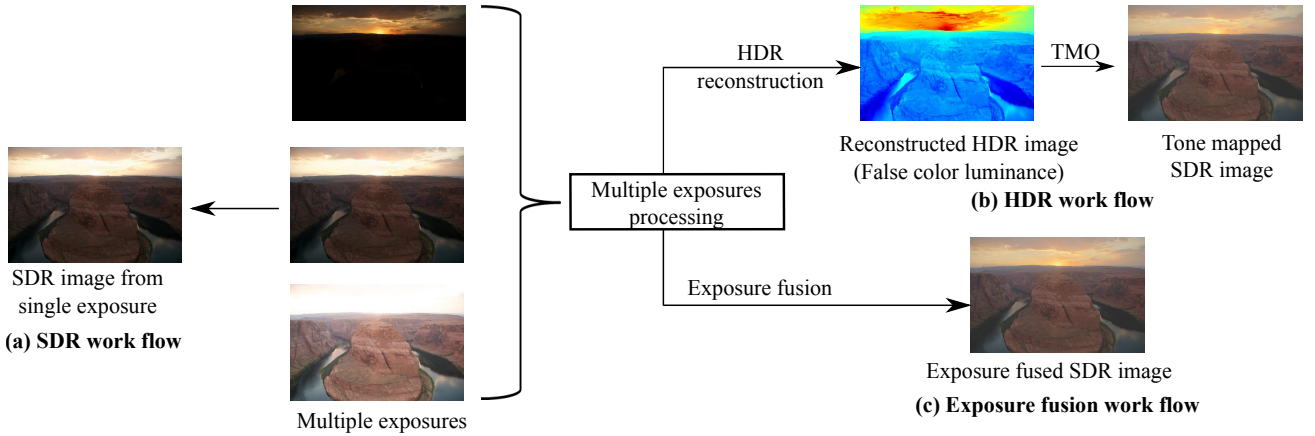 SDR image from
single exposure
(a) SDR work flow
Multiple exposures
Multiple exposures
processing
HDR
reconstruction
Reconstructed HDR image
(False color luminance)
TMO
Tone mapped
SDR image
(b) HDR work flow
Exposure fusion
Exposure fused SDR image
(c) Exposure fusion work flow